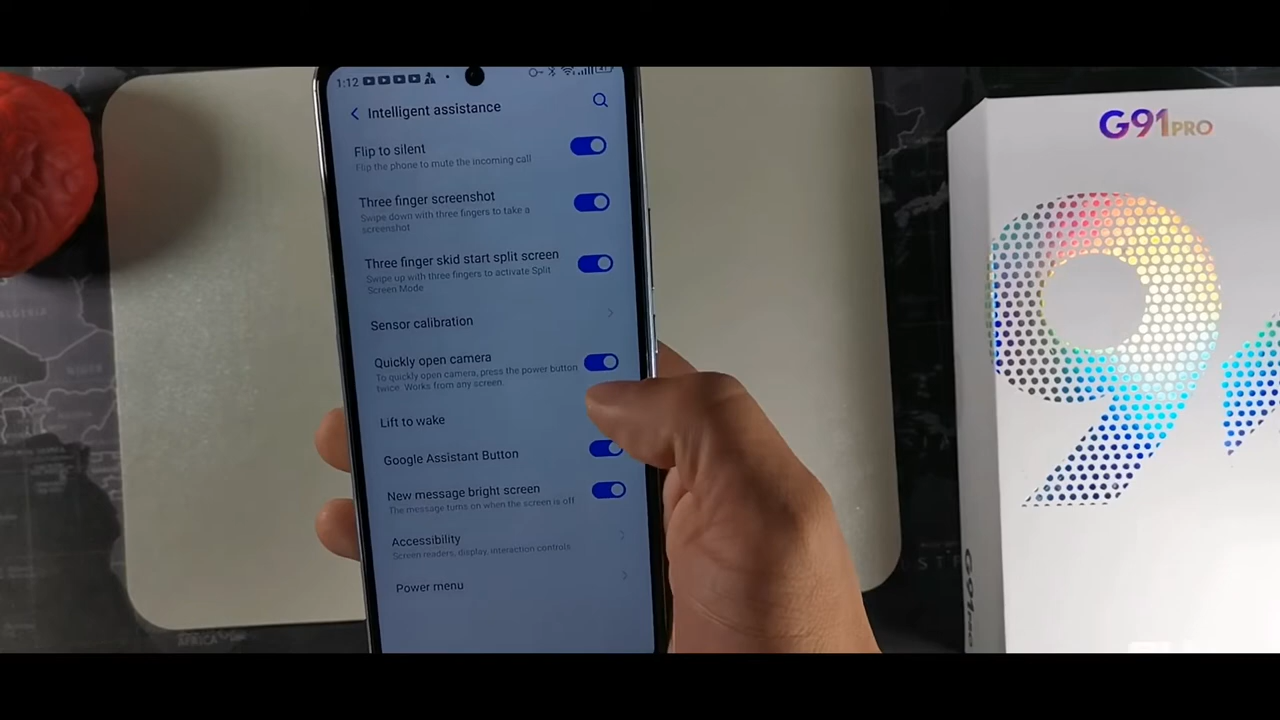 1:12
Intelligent assistance
Flip to silent
Flip the phone to mute the incoming call
Three finger screenshot
Swipe down with three fingers to take a
screenshot
Three finger skid start split screen
Swipe up with three fingers to activate Split
Screen Mode
Sensor calibration
Quickly open camera
To quickly open camera, press the power button
twice. Works from any screen.
Lift to wake
Google Assistant Button
New message bright screen
The message turns on when the screen is off
Accessibility
Screen readers, display, interaction controls
Power menu
G91PRO
9
G91PRO
AFRICA